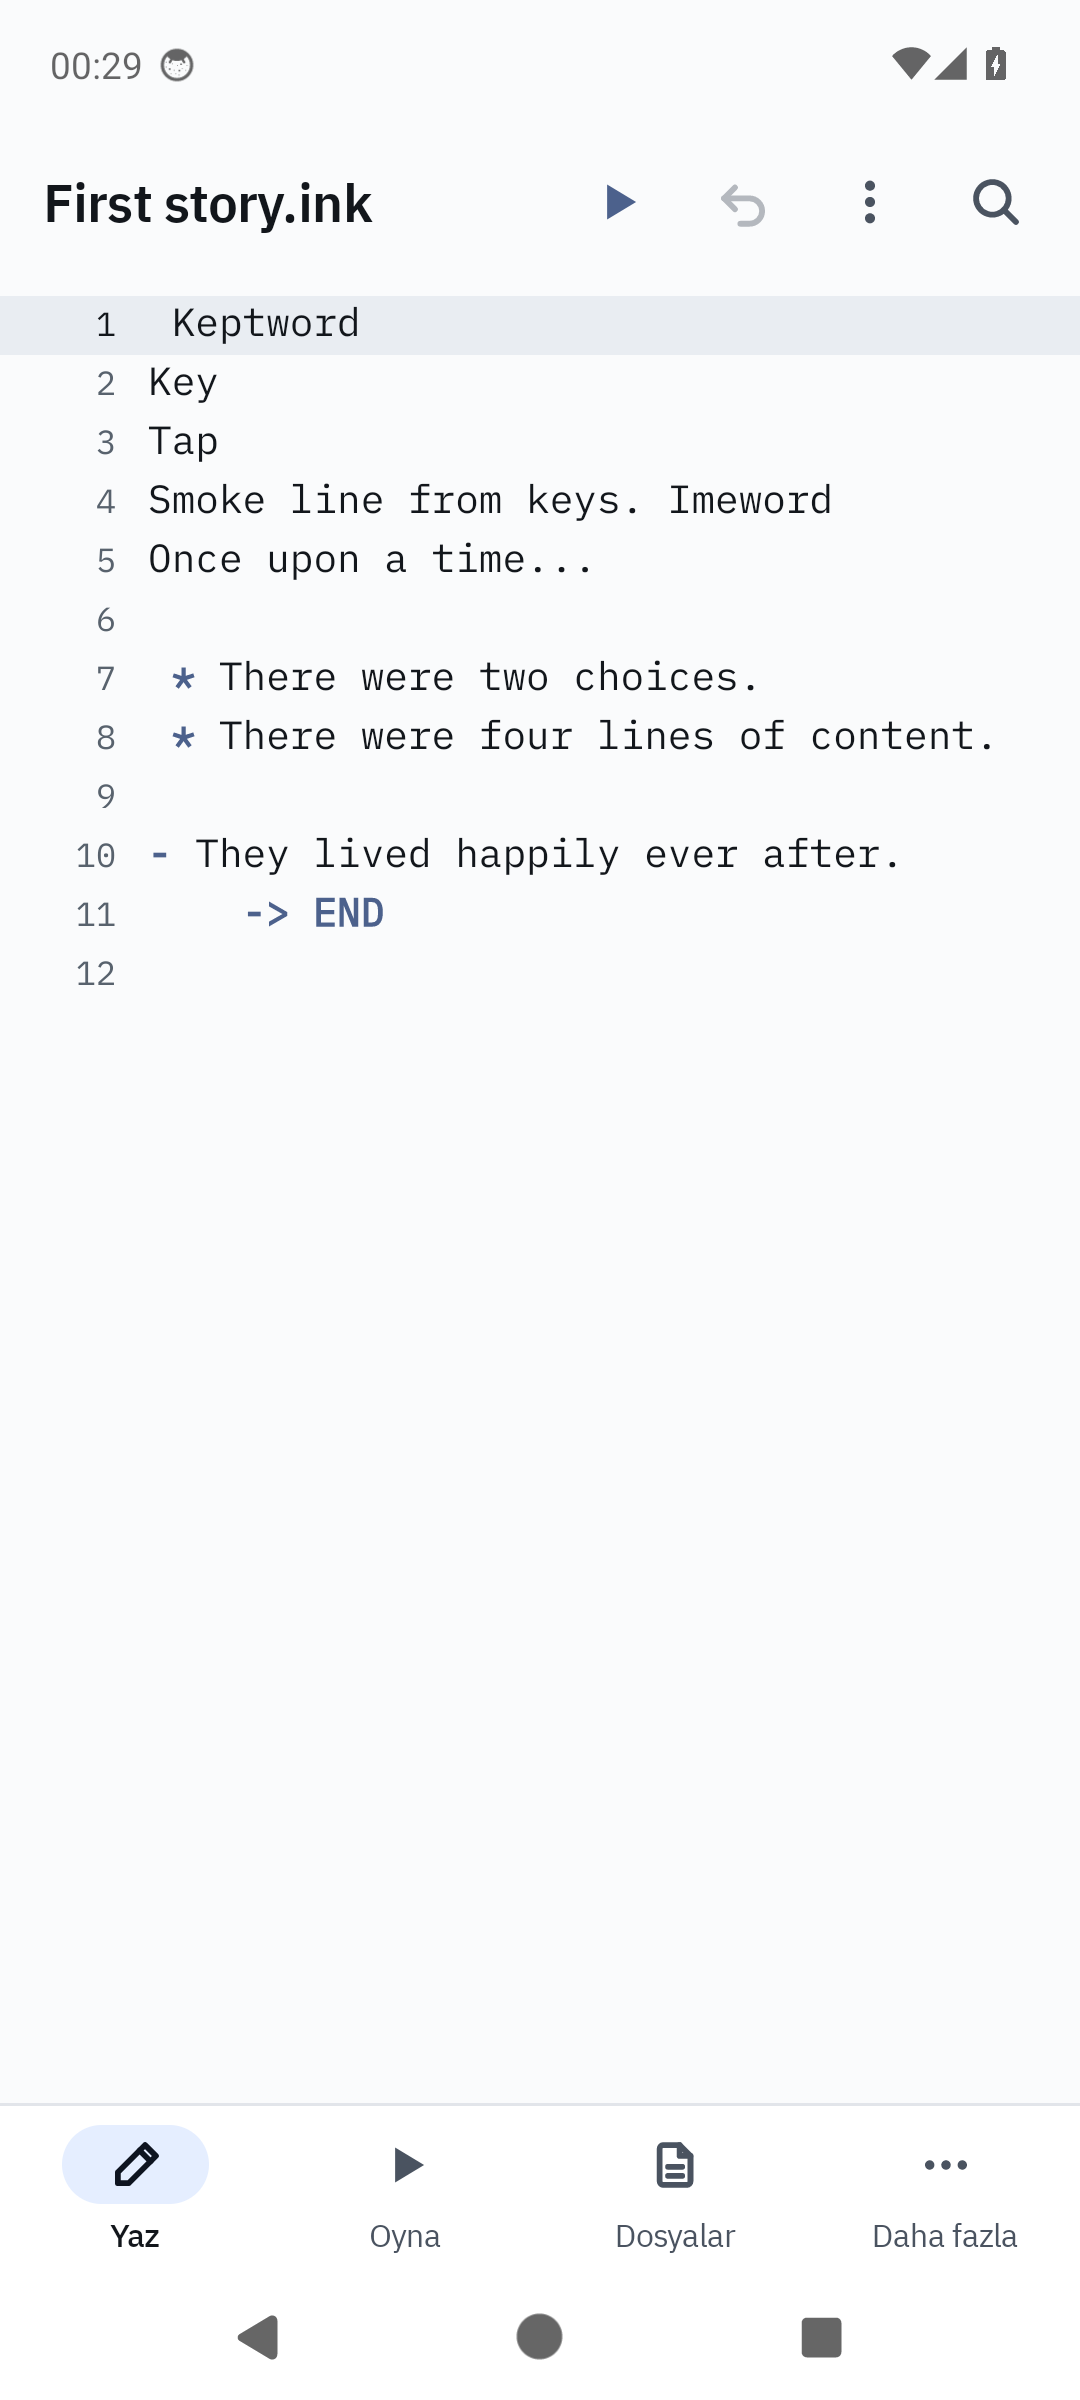 00:29
First story.ink
1 Keptword
2 Key
3 Tap
4 Smoke line from keys. Imeword
5 Once upon a time...
6
7 * There were two choices.
8 * There were four lines of content.
9
10 - They lived happily ever after.
11 -> END
12
Yaz
Oyna
Dosyalar
Daha fazla